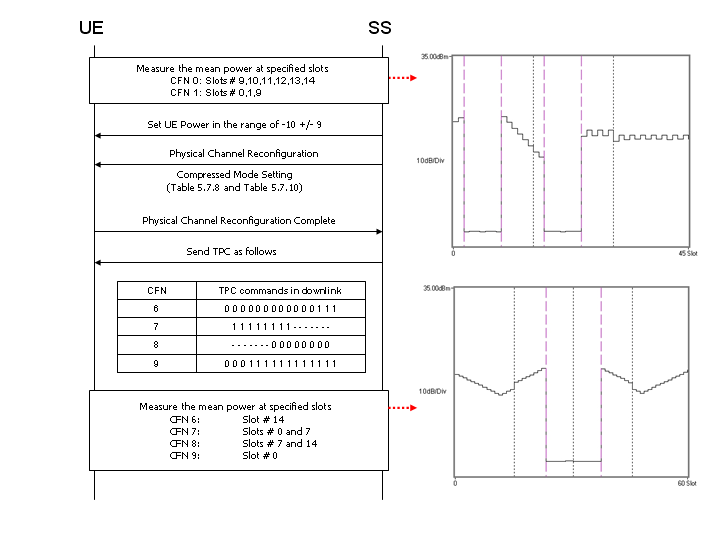 UE
SS
Measure the mean power at specified slots
CFN 0: Slots # 9,10,11,12,13,14
CFN 1: Slots # 0,1,9
Set UE Power in the range of -10 +/- 9
Physical Channel Reconfiguration
Compressed Mode Setting
(Table 5.7.8 and Table 5.7.10)
Physical Channel Reconfiguration Complete
Send TPC as follows
CFN TPC commands in downlink
6 0 0 0 0 0 0 0 0 0 0 0 0 1 1 1
7 1 1 1 1 1 1 1 1 - - - - - - -
8 - - - - - - - 0 0 0 0 0 0 0 0
9 0 0 0 1 1 1 1 1 1 1 1 1 1 1 1
Measure the mean power at specified slots
CFN 6: Slot # 14
CFN 7: Slots # 0 and 7
CFN 8: Slots # 7 and 14
CFN 9: Slot # 0
35.00dBm
10dB/Div
0 45 Slot
35.00dBm
10dB/Div
0 60 Slot